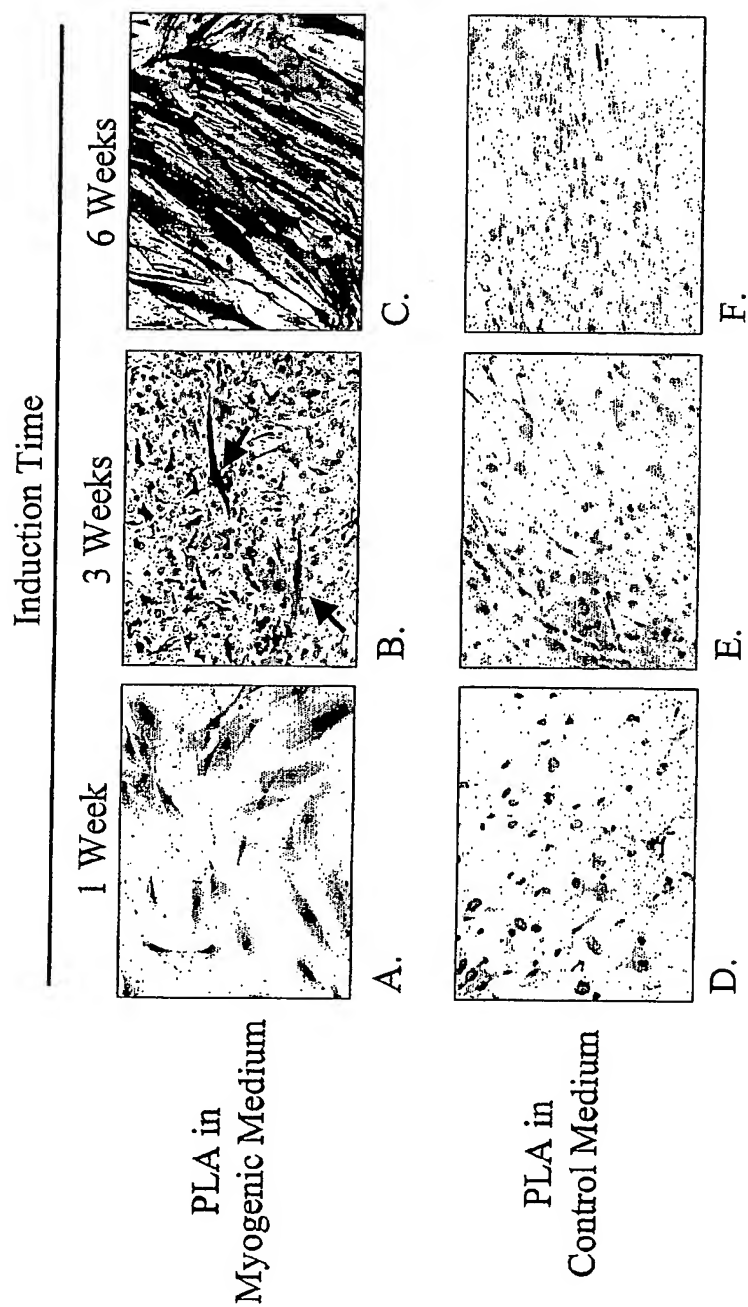 Induction Time
1 Week
3 Weeks
6 Weeks
PLA in
Myogenic Medium
A.
B.
C.
PLA in
Control Medium
D.
E.
F.